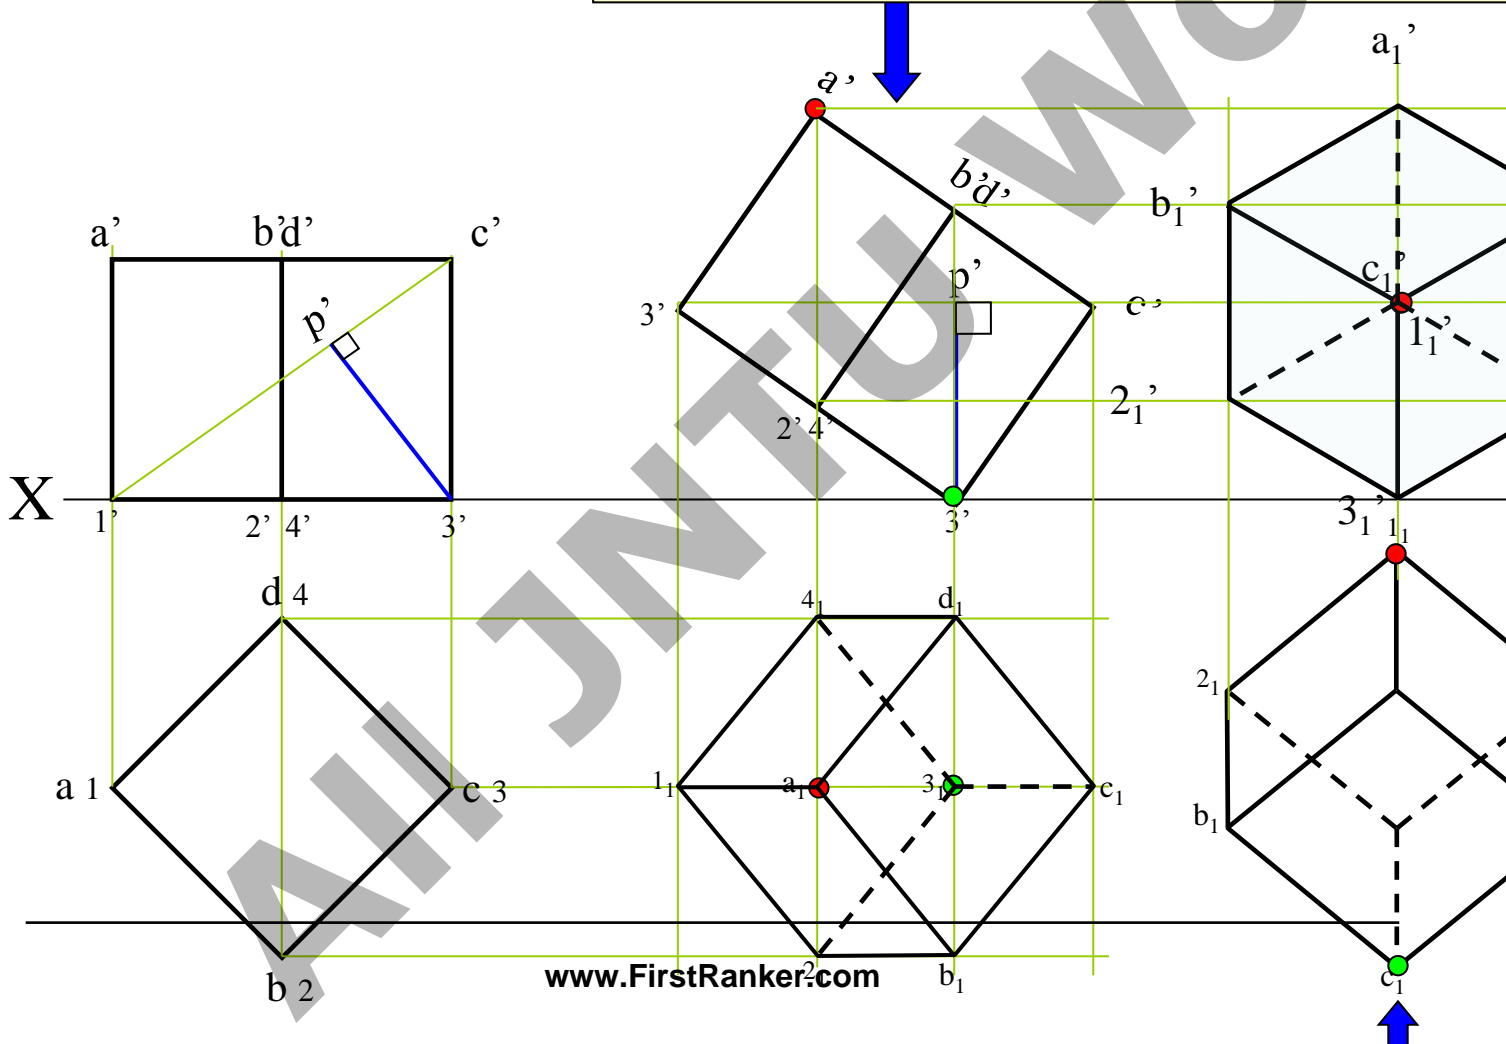 a₁’
a’
b’d’
b₁’
a’ b’d’ c’
c₁’
p’
p’
3’ c’
1₁’
2₁’
2’ 4’
X
1’ 2’ 4’ 3’ 3’ 3₁’ 1₁
d 4
4₁ d₁
2₁
a 1 c 3
1₁ a₁ 3₁ c₁
b₁
b 2
2₁ b₁ c₁
www.FirstRanker.com
All JNTU Wo